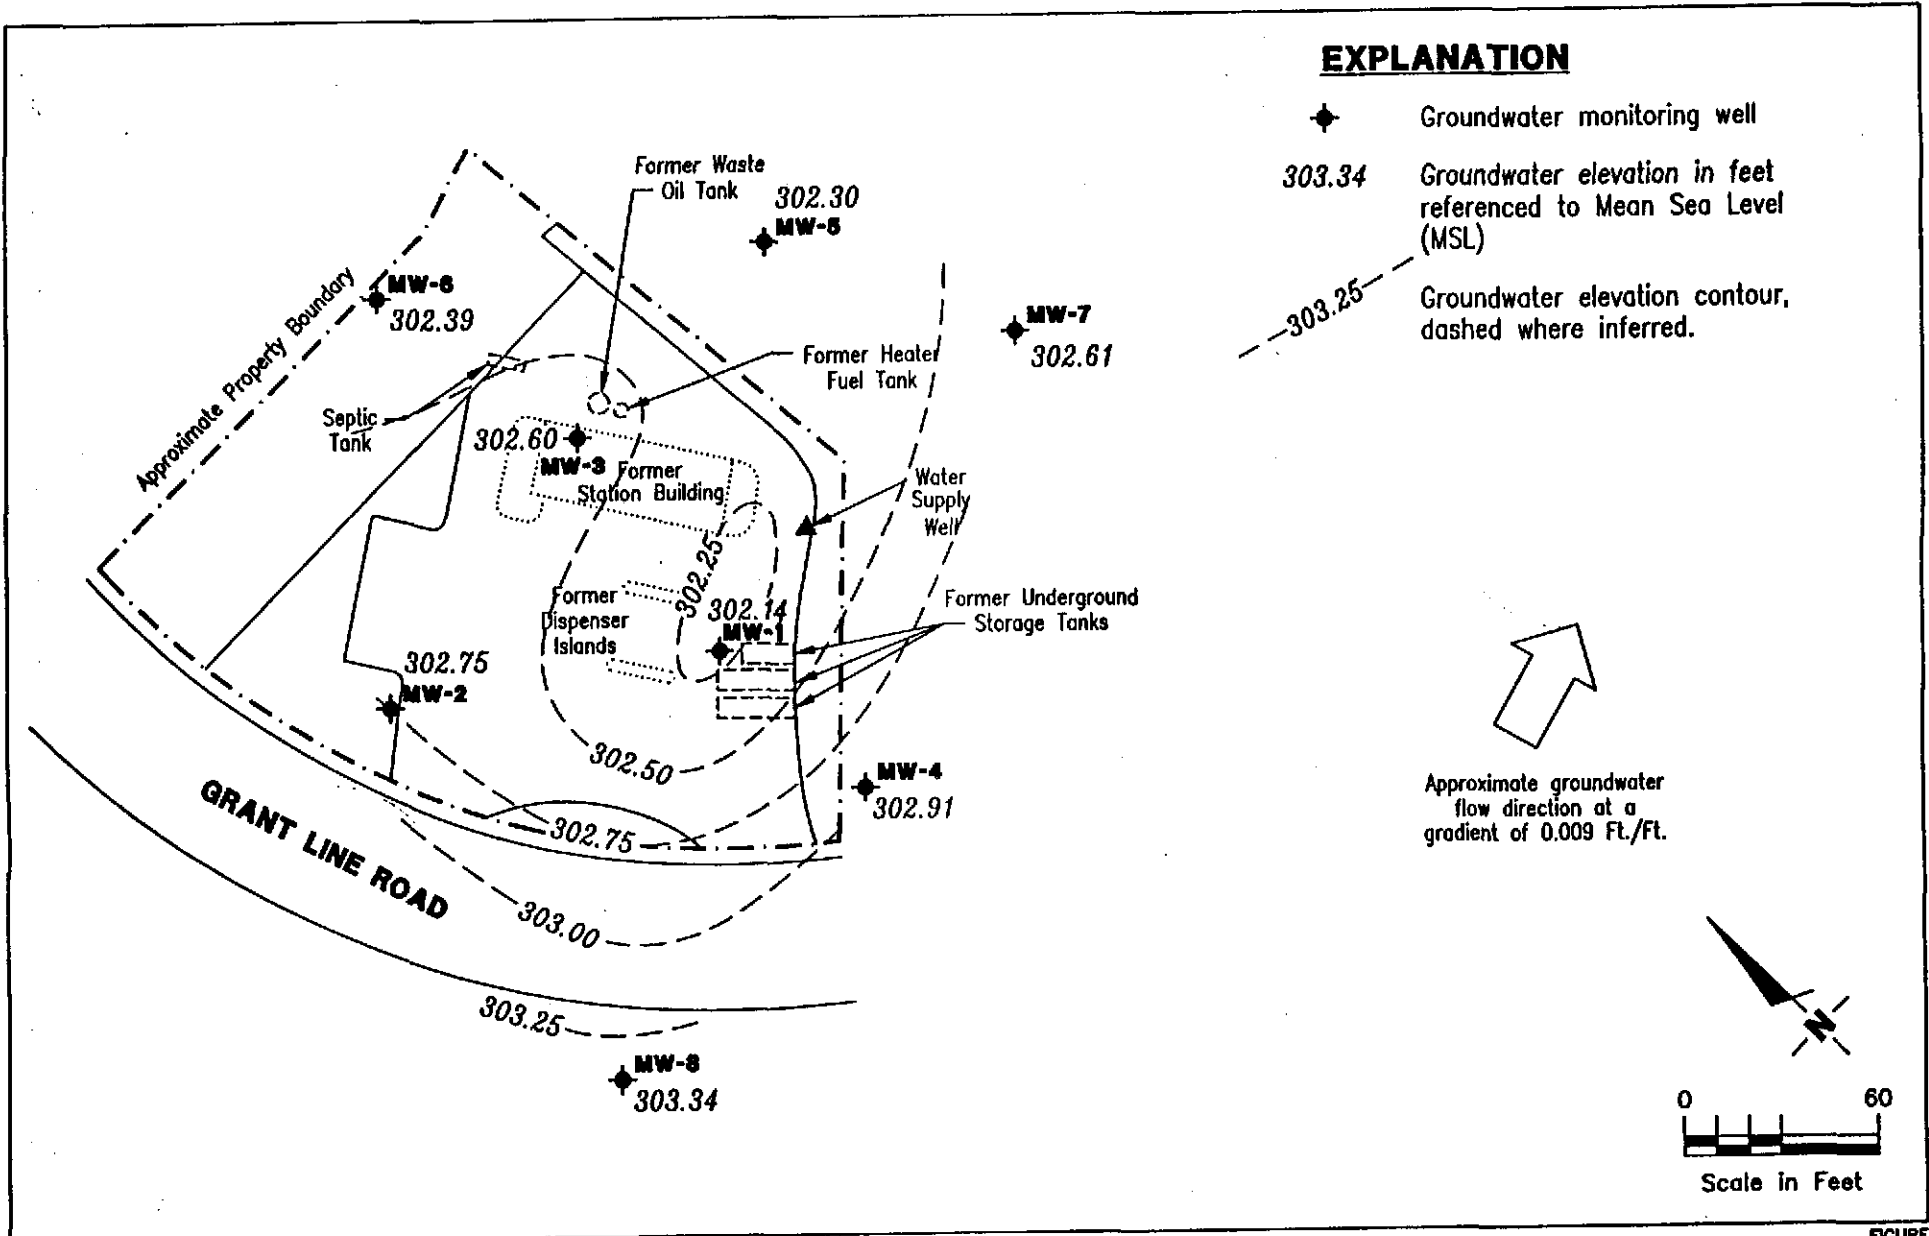 EXPLANATION
Groundwater monitoring well
303.34
Groundwater elevation in feet
referenced to Mean Sea Level
(MSL)
303.25
Groundwater elevation contour,
dashed where inferred.
Former Waste
Oil Tank
302.30
MW-5
MW-6
302.39
Approximate Property Boundary
MW-7
302.61
Former Heater
Fuel Tank
Septic
Tank
302.60
MW-3
Former
Station Building
Water
Supply
Well
302.25
Former
Dispenser
Islands
302.14
MW-1
Former Underground
Storage Tanks
302.75
MW-2
302.50
MW-4
302.91
302.75
GRANT LINE ROAD
303.00
303.25
MW-8
303.34
Approximate groundwater
flow direction at a
gradient of 0.009 Ft./Ft.
N
0 60
Scale in Feet
FIGURE